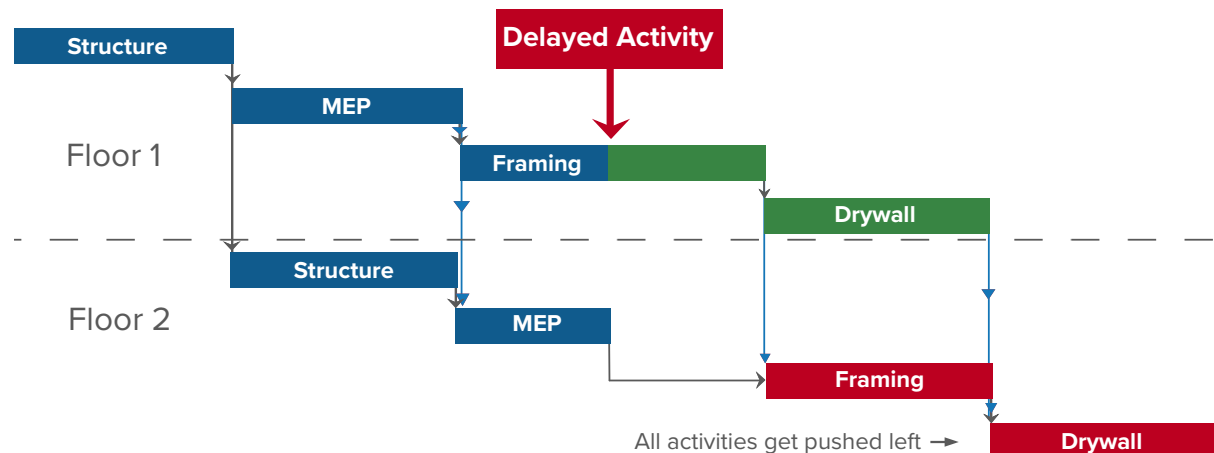 Delayed Activity
Structure
MEP
Floor 1
Framing
Drywall
Structure
Floor 2
MEP
Framing
All activities get pushed left →
Drywall